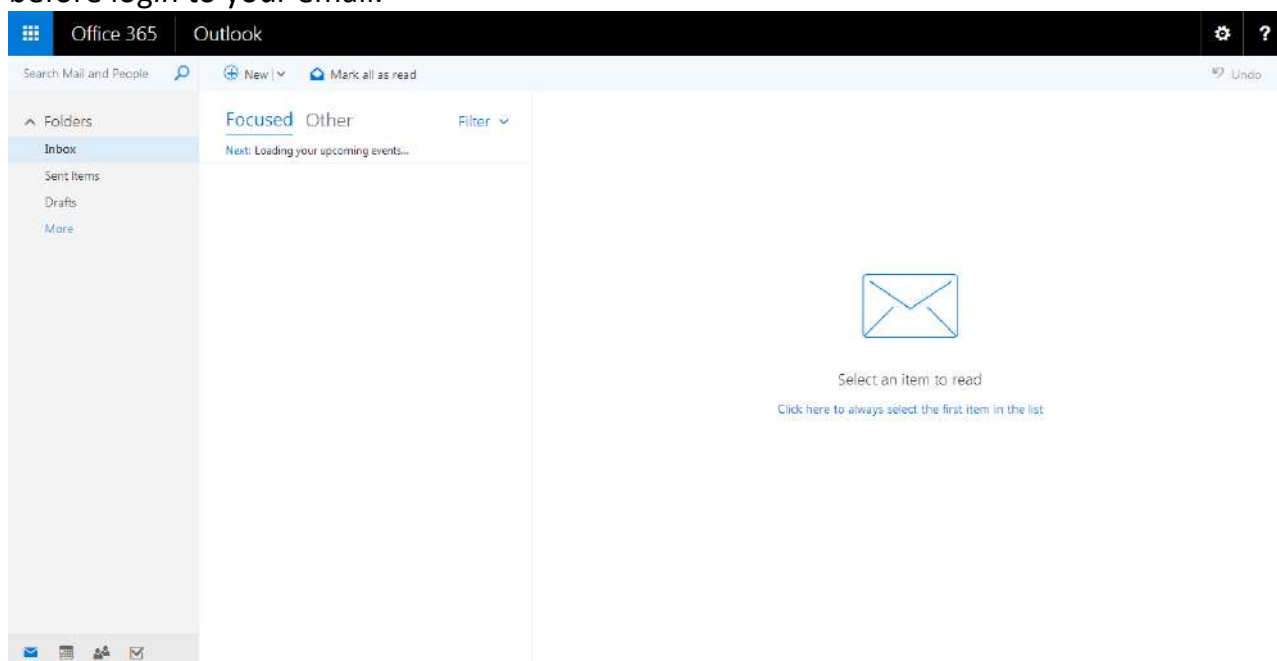 before login to your email.
Office 365 Outlook ?
Search Mail and People New Mark all as read Undo
Folders
Inbox
Sent Items
Drafts
More
Focused Other Filter
Next: Loading your upcoming events...
Select an item to read
Click here to always select the first item in the list